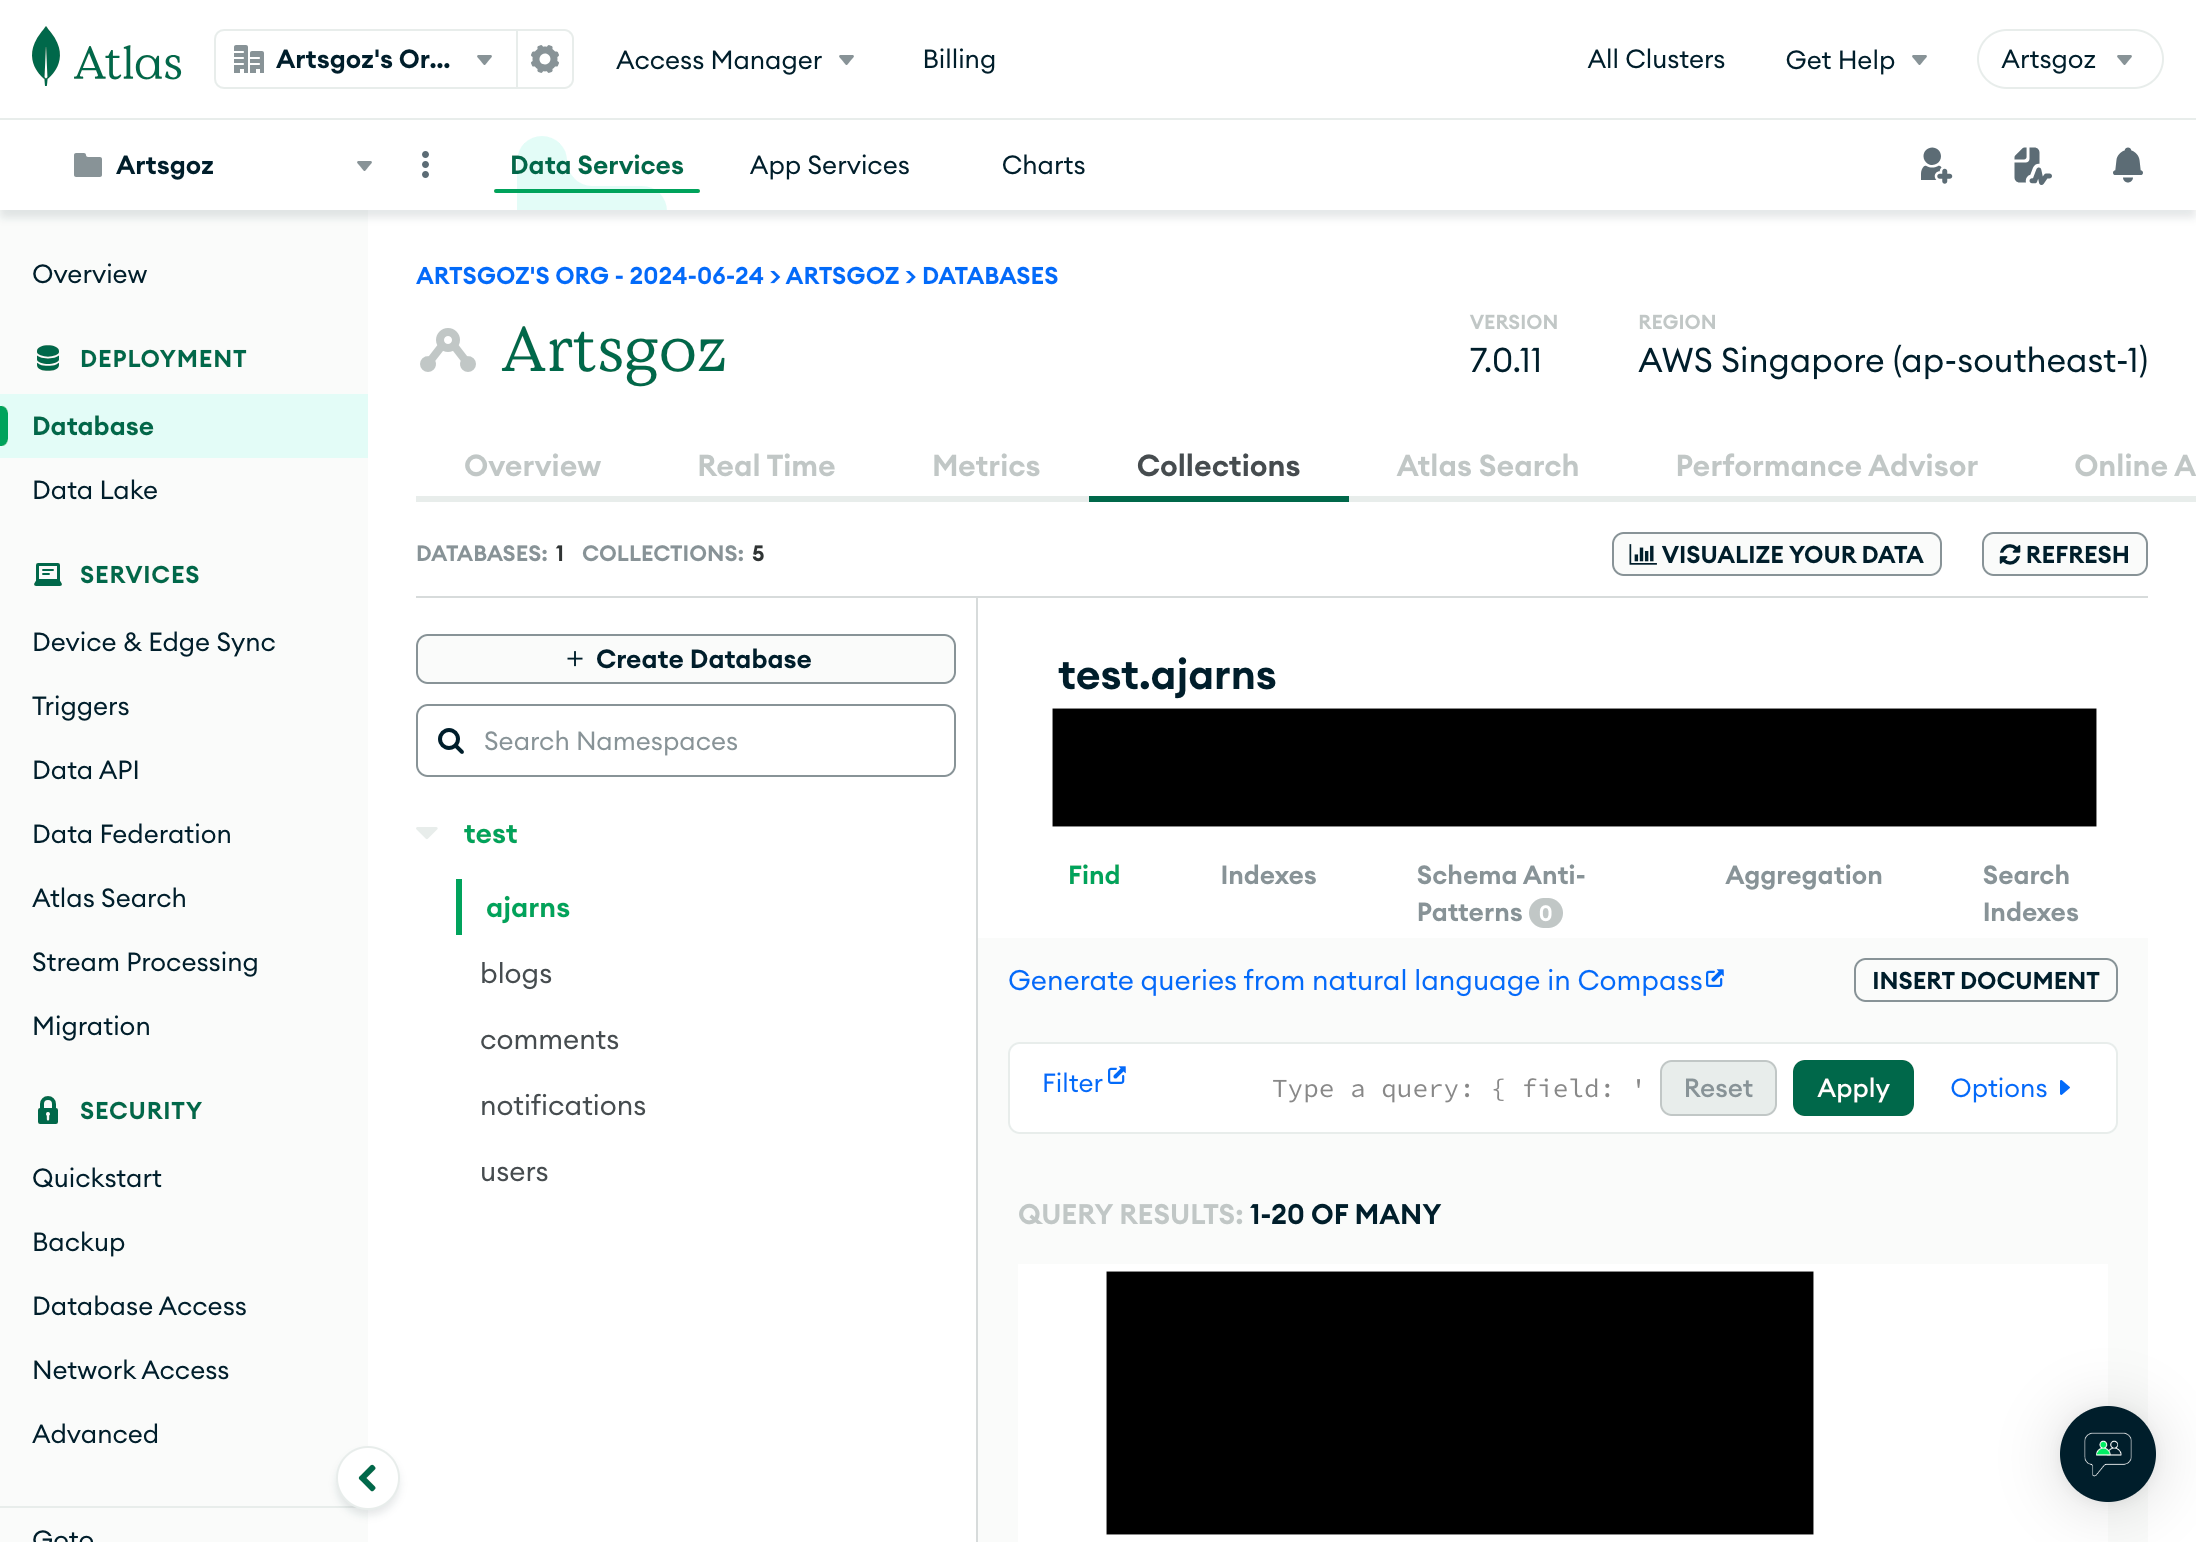 Atlas
Artsgoz's Or...
Access Manager
Billing
All Clusters
Get Help
Artsgoz
Artsgoz
Data Services
App Services
Charts
Overview
DEPLOYMENT
Database
Data Lake
SERVICES
Device & Edge Sync
Triggers
Data API
Data Federation
Atlas Search
Stream Processing
Migration
SECURITY
Quickstart
Backup
Database Access
Network Access
Advanced
Goto
ARTSGOZ'S ORG - 2024-06-24 > ARTSGOZ > DATABASES
Artsgoz
VERSION
7.0.11
REGION
AWS Singapore (ap-southeast-1)
Overview
Real Time
Metrics
Collections
Atlas Search
Performance Advisor
Online A
DATABASES: 1 COLLECTIONS: 5
VISUALIZE YOUR DATA
REFRESH
+ Create Database
Search Namespaces
test
ajarns
blogs
comments
notifications
users
test.ajarns
Find
Indexes
Schema Anti-
Patterns 0
Aggregation
Search
Indexes
Generate queries from natural language in Compass
INSERT DOCUMENT
Filter
Type a query: { field: '
Reset
Apply
Options
QUERY RESULTS: 1-20 OF MANY